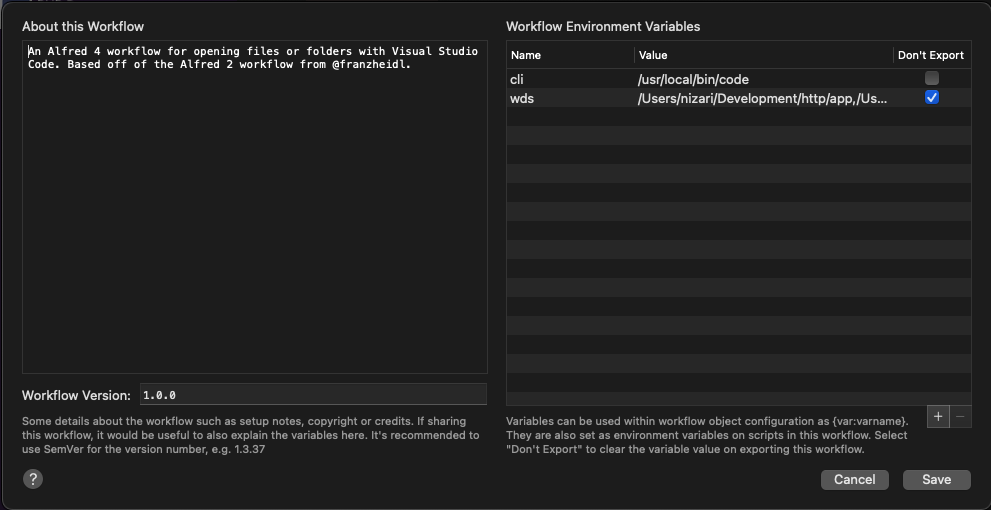 About this Workflow
An Alfred 4 workflow for opening files or folders with Visual Studio
Code. Based off of the Alfred 2 workflow from @franzheidl.
Workflow Version: 1.0.0
Some details about the workflow such as setup notes, copyright or credits. If sharing
this workflow, it would be useful to also explain the variables here. It's recommended to
use SemVer for the version number, e.g. 1.3.37
?
Workflow Environment Variables
Name Value Don't Export
cli /usr/local/bin/code
wds /Users/nizari/Development/http/app,/Us...
+ −
Variables can be used within workflow object configuration as {var:varname}.
They are also set as environment variables on scripts in this workflow. Select
"Don't Export" to clear the variable value on exporting this workflow.
Cancel Save